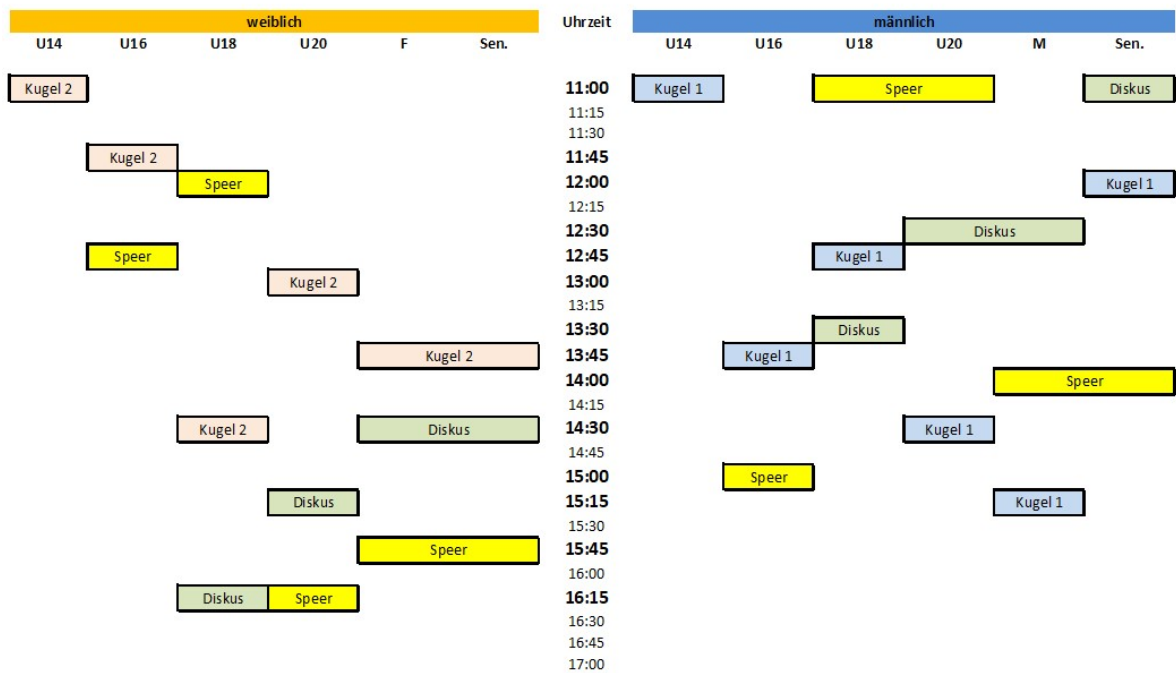 weiblich Uhrzeit männlich
U14 U16 U18 U20 F Sen. U14 U16 U18 U20 M Sen.
Kugel 2 11:00 Kugel 1 Speer Diskus
11:15
11:30
Kugel 2 11:45
Speer 12:00 Kugel 1
12:15
12:30 Diskus
Speer 12:45 Kugel 1
Kugel 2 13:00
13:15
13:30 Diskus
Kugel 2 13:45 Kugel 1
14:00 Speer
14:15
Kugel 2 Diskus 14:30 Kugel 1
14:45
15:00 Speer
Diskus 15:15 Kugel 1
15:30
Speer 15:45
16:00
Diskus Speer 16:15
16:30
16:45
17:00